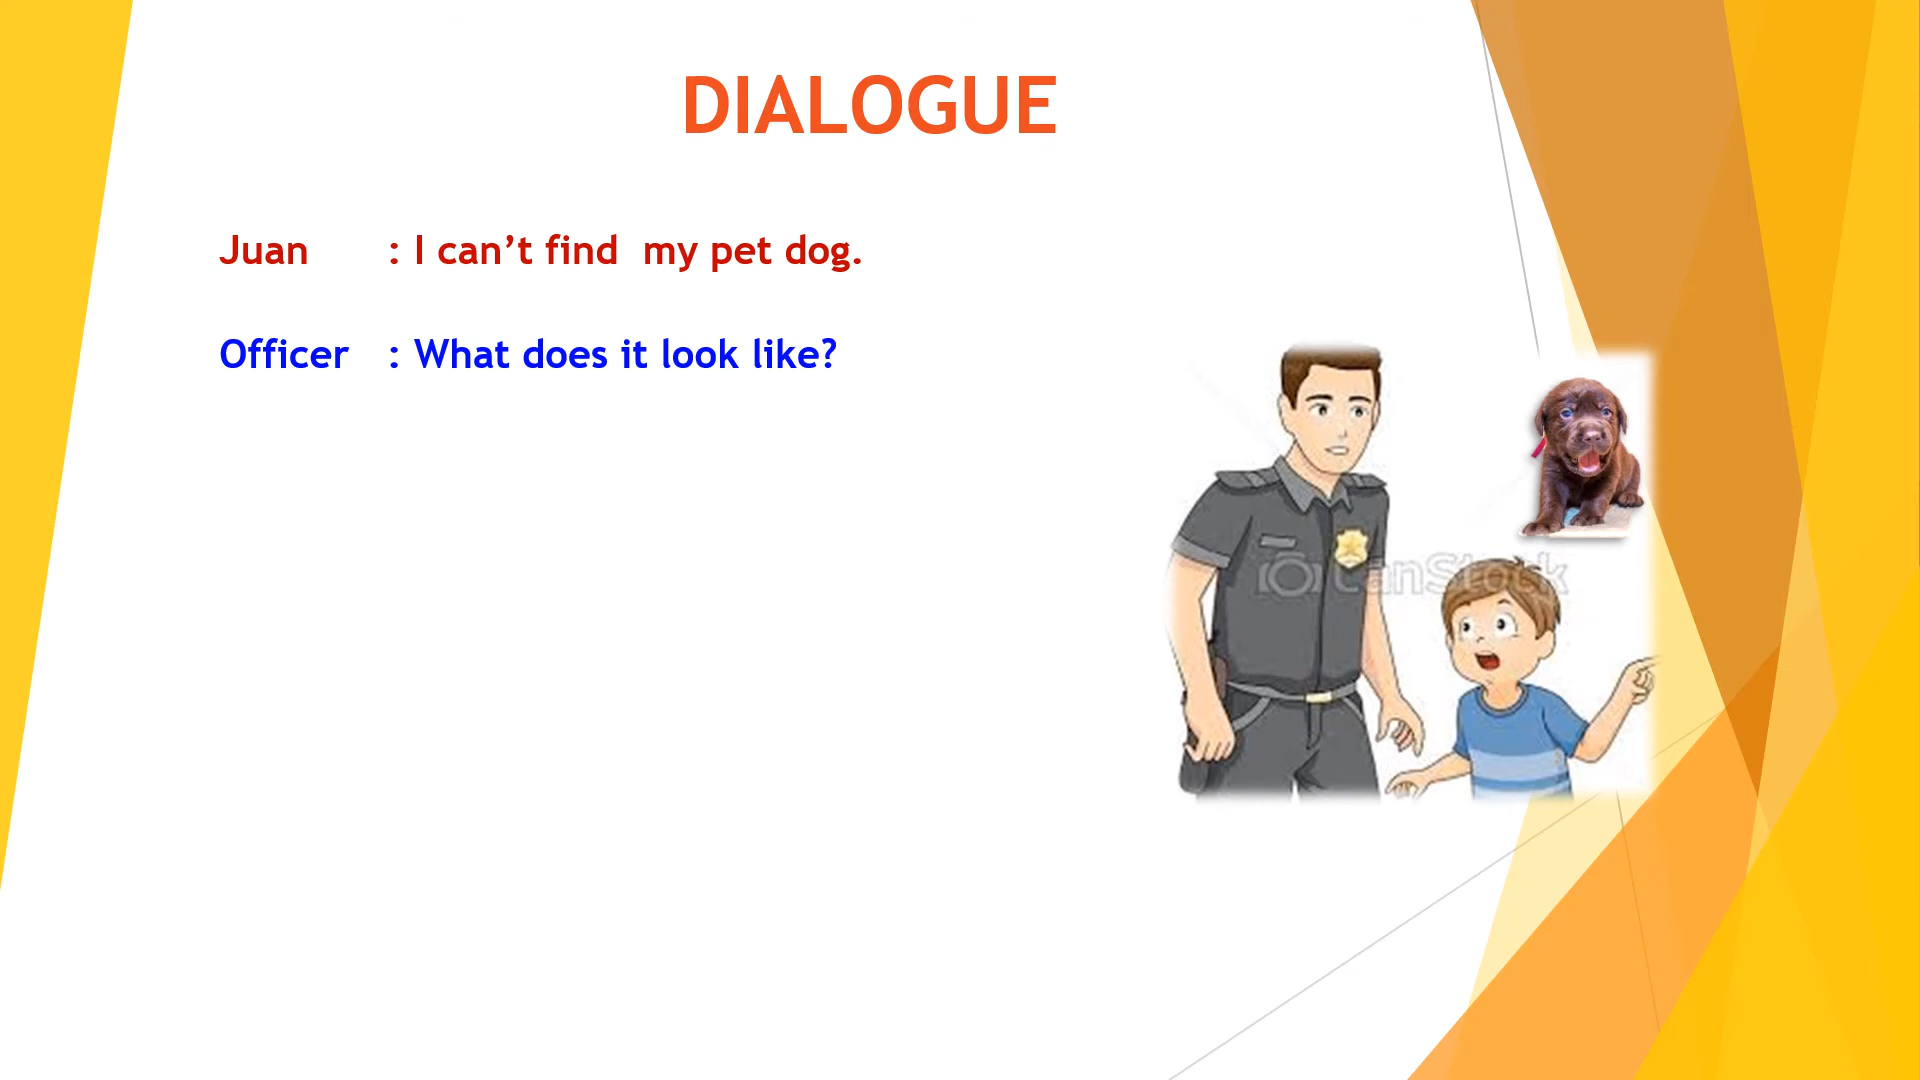 DIALOGUE
Juan : I can’t find my pet dog.
Officer : What does it look like?
CanStock